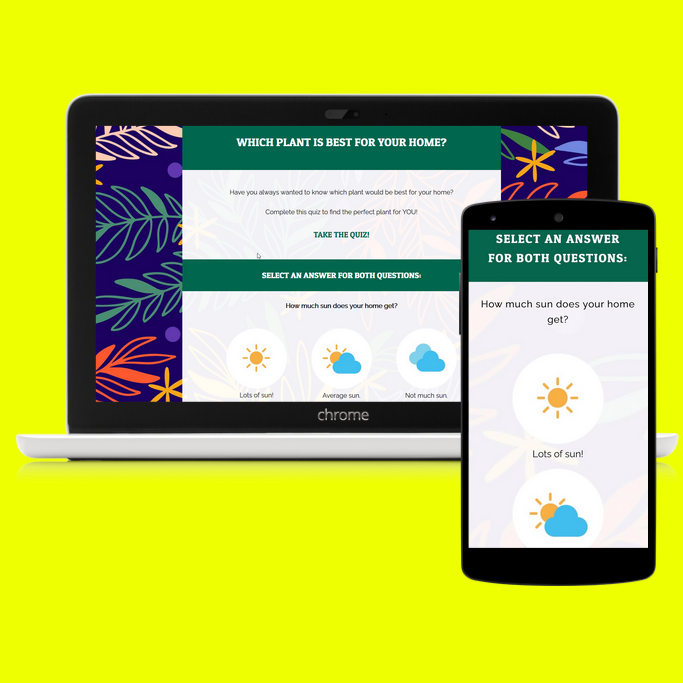 WHICH PLANT IS BEST FOR YOUR HOME?
Have you always wanted to know which plant would be best for your home?
Complete this quiz to find the perfect plant for YOU!
TAKE THE QUIZ!
SELECT AN ANSWER FOR BOTH QUESTIONS:
How much sun does your home get?
Lots of sun!
Average sun.
Not much sun.
chrome
SELECT AN ANSWER
FOR BOTH QUESTIONS:
How much sun does your home
get?
Lots of sun!